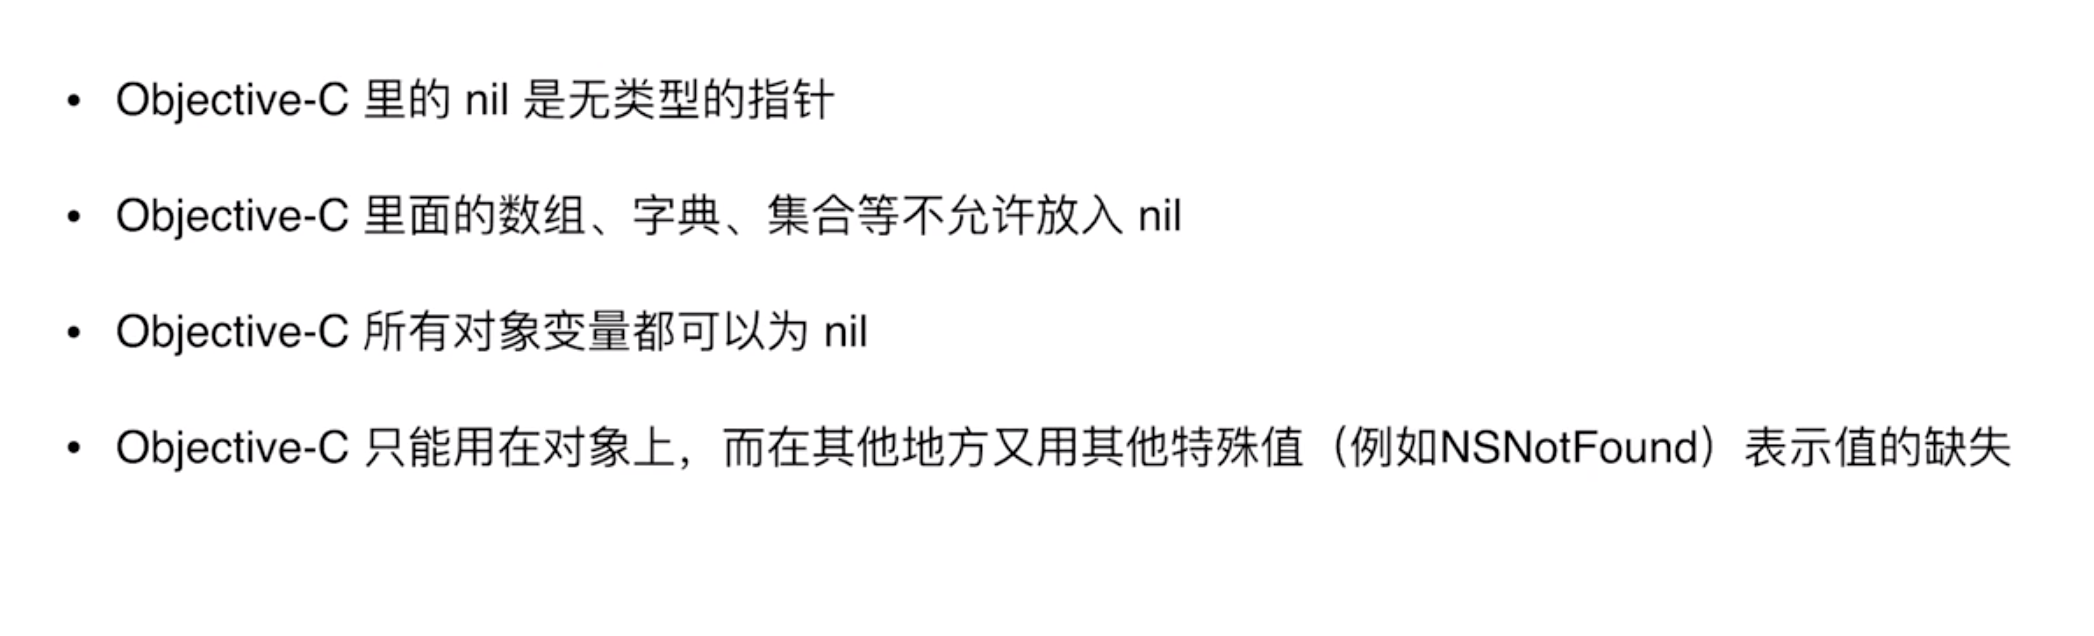 • Objective-C 里的 nil 是无类型的指针
• Objective-C 里面的数组、字典、集合等不允许放入 nil
• Objective-C 所有对象变量都可以为 nil
• Objective-C 只能用在对象上，而在其他地方又用其他特殊值（例如NSNotFound）表示值的缺失